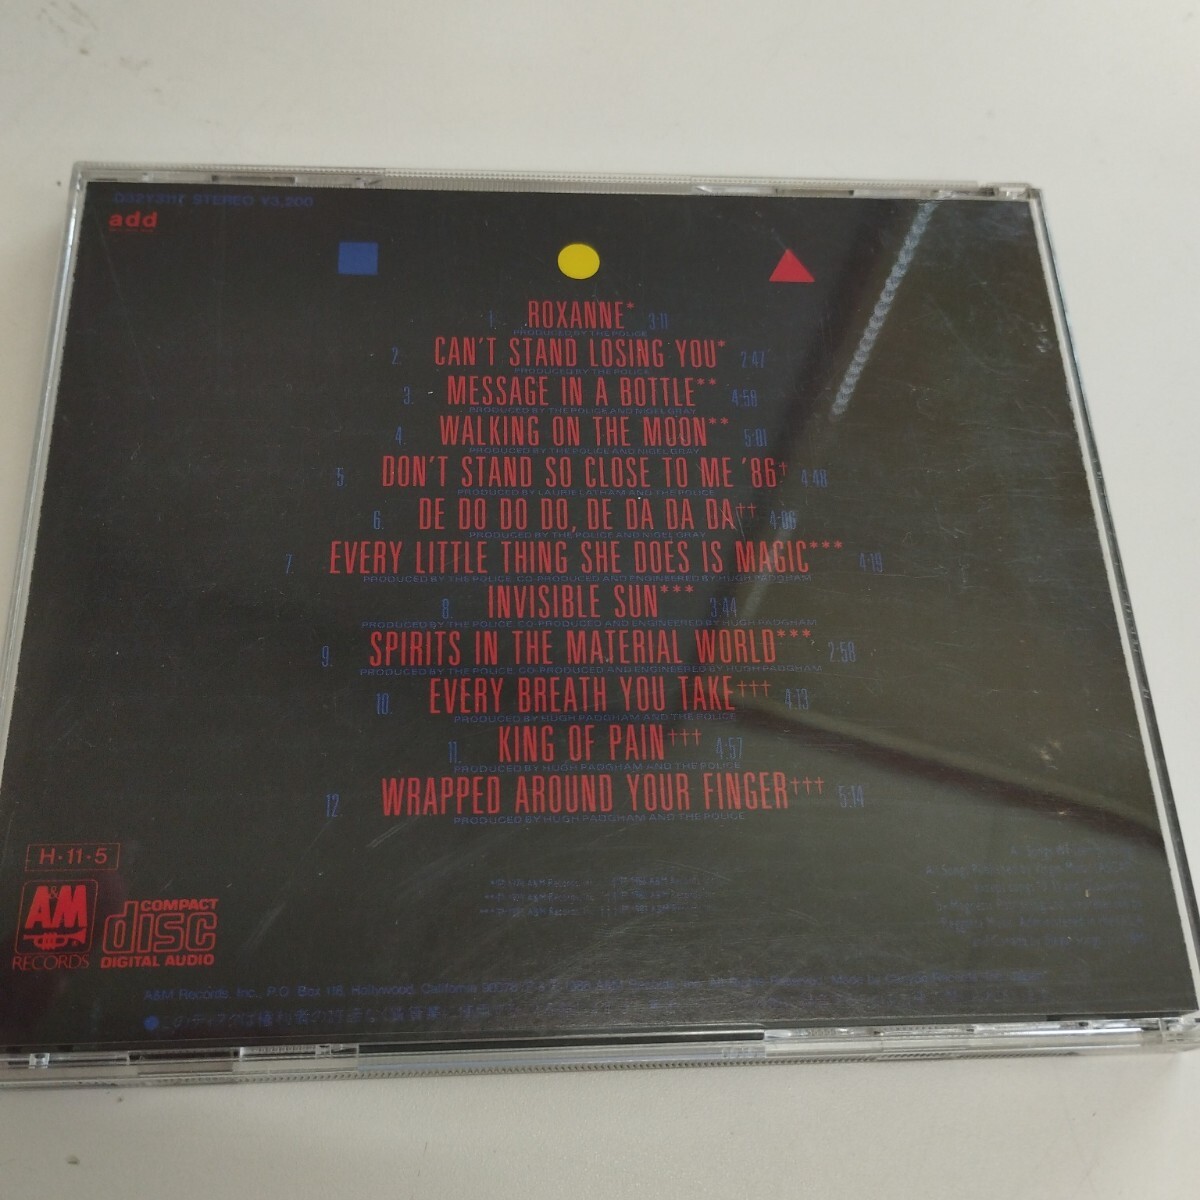 D32Y3117 STEREO ¥3,200
add
1. ROXANNE* 3:11
PRODUCED BY THE POLICE
2. CAN'T STAND LOSING YOU* 2:47
PRODUCED BY THE POLICE
3. MESSAGE IN A BOTTLE** 4:58
PRODUCED BY THE POLICE AND NIGEL GRAY
4. WALKING ON THE MOON** 5:01
PRODUCED BY THE POLICE AND NIGEL GRAY
5. DON'T STAND SO CLOSE TO ME '86† 4:48
PRODUCED BY LAURIE LATHAM AND THE POLICE
6. DE DO DO DO, DE DA DA DA†† 4:06
PRODUCED BY THE POLICE AND NIGEL GRAY
7. EVERY LITTLE THING SHE DOES IS MAGIC*** 4:19
PRODUCED BY THE POLICE, CO-PRODUCED AND ENGINEERED BY HUGH PADGHAM
8. INVISIBLE SUN*** 3:44
PRODUCED BY THE POLICE, CO-PRODUCED AND ENGINEERED BY HUGH PADGHAM
9. SPIRITS IN THE MATERIAL WORLD*** 2:58
PRODUCED BY THE POLICE, CO-PRODUCED AND ENGINEERED BY HUGH PADGHAM
10. EVERY BREATH YOU TAKE††† 4:13
PRODUCED BY HUGH PADGHAM AND THE POLICE
11. KING OF PAIN††† 4:57
PRODUCED BY HUGH PADGHAM AND THE POLICE
12. WRAPPED AROUND YOUR FINGER††† 5:14
PRODUCED BY HUGH PADGHAM AND THE POLICE
H·11·5
A&M
RECORDS
COMPACT
disc
DIGITAL AUDIO
A&M Records, Inc., P.O. Box 118, Hollywood, California 90078